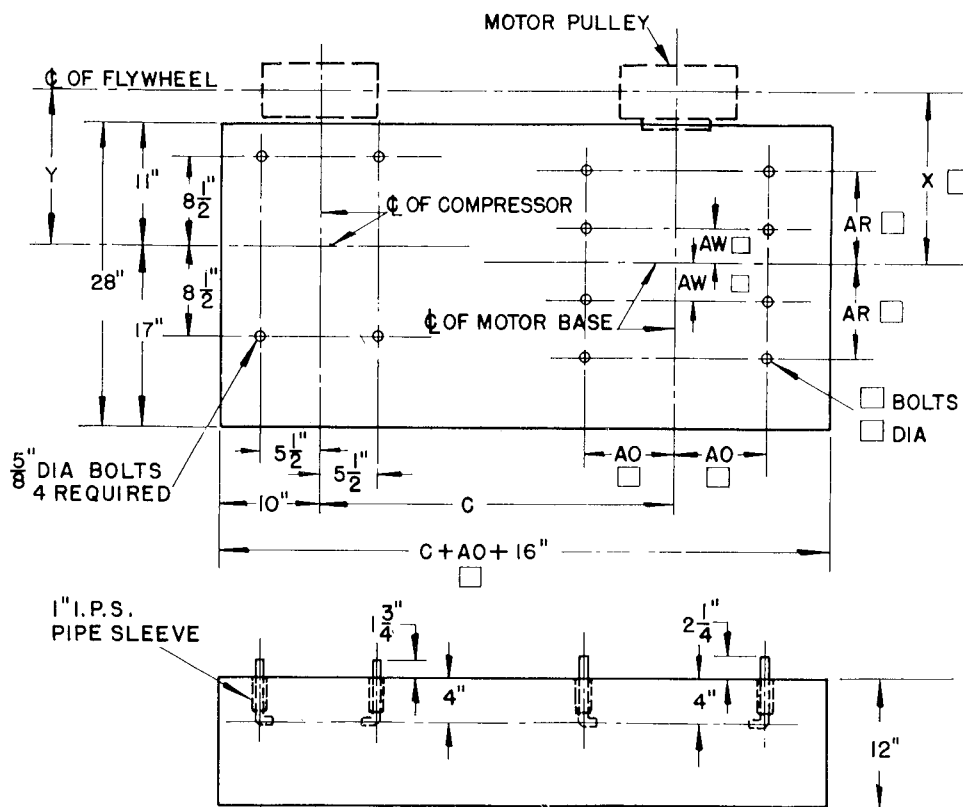 MOTOR PULLEY
℄ OF FLYWHEEL
Y
11"
8 1/2"
28"
8 1/2"
17"
℄ OF COMPRESSOR
AW □
AW □
℄ OF MOTOR BASE
X □
AR □
AR □
□ BOLTS
□ DIA
5/8" DIA BOLTS
4 REQUIRED
5 1/2"
5 1/2"
AO □
AO □
10"
C
C+AO+16"
□
1" I.P.S.
PIPE SLEEVE
1 3/4"
2 1/4"
4"
4"
12"